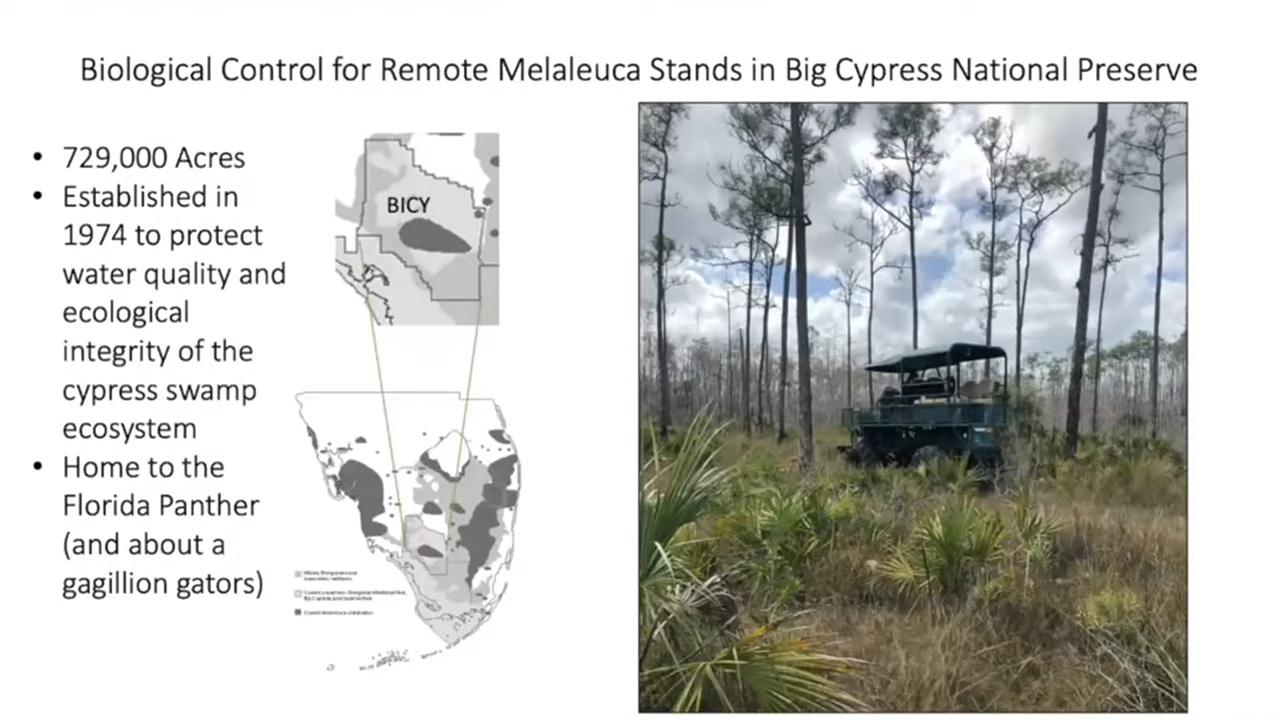 Biological Control for Remote Melaleuca Stands in Big Cypress National Preserve
• 729,000 Acres
• Established in
1974 to protect
water quality and
ecological
integrity of the
cypress swamp
ecosystem
• Home to the
Florida Panther
(and about a
gagillion gators)
BICY